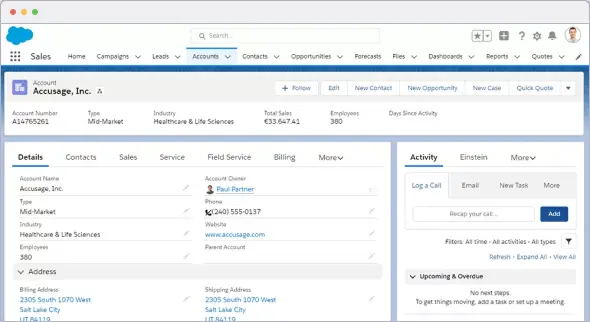 Search...
Sales Home Campaigns Leads Accounts Contacts Opportunities Forecasts Files Dashboards Reports Quotes
Account
Accusage, Inc.
+ Follow Edit New Contact New Opportunity New Case Quick Quote
Account Number Type Industry Total Sales Employees Days Since Activity
A14765261 Mid-Market Healthcare & Life Sciences €33.647.41 380
Details Contacts Sales Service Field Service Billing More
Account Name Account Owner
Accusage, Inc. Paul Partner
Type Phone
Mid-Market (240) 555-0137
Industry Website
Healthcare & Life Sciences www.accusage.com
Employees Parent Account
380
Address
Billing Address Shipping Address
2305 South 1070 West 2305 South 1070 West
Salt Lake City Salt Lake City
UT 84119 UT 84119
Activity Einstein More
Log a Call Email New Task More
Recap your call... Add
Filters: All time • All activities • All types
Refresh • Expand All • View All
Upcoming & Overdue
No next steps.
To get things moving, add a task or set up a meeting.